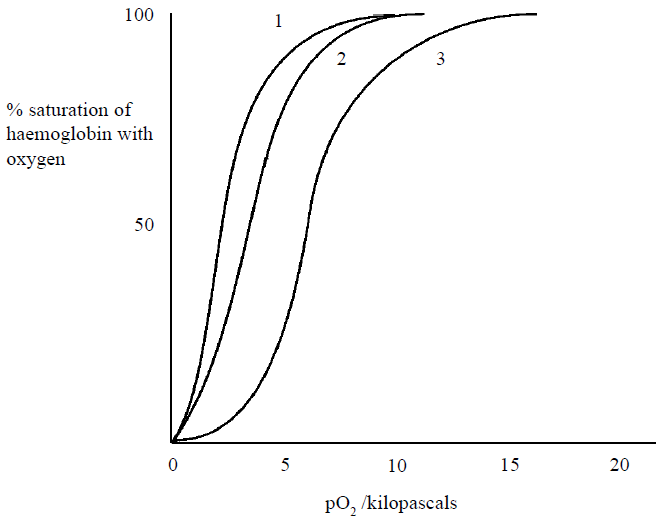 100
1
2
3
% saturation of
haemoglobin with
oxygen
50
0 5 10 15 20
pO2 /kilopascals